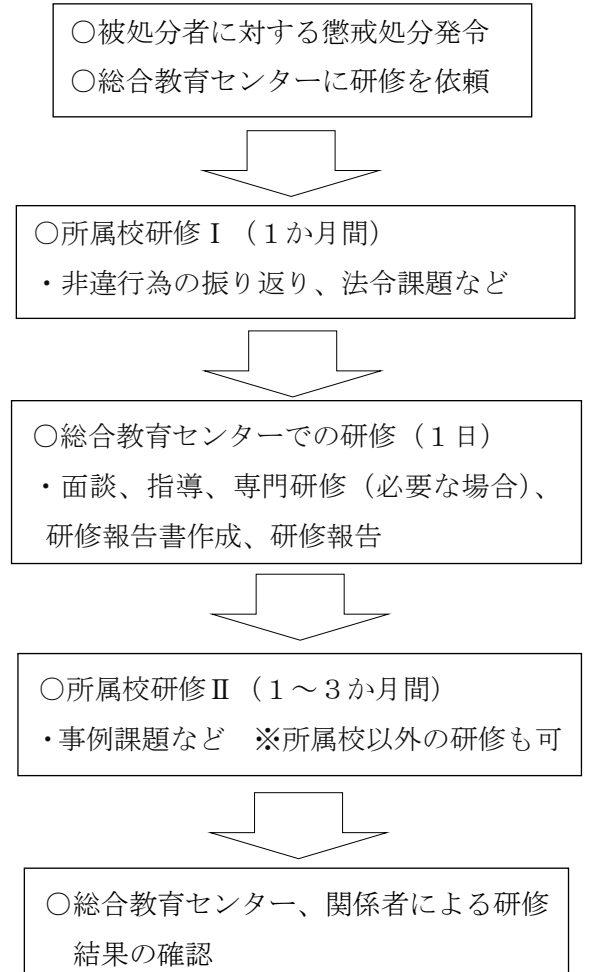 ○被処分者に対する懲戒処分発令
○総合教育センターに研修を依頼
○所属校研修Ⅰ（１か月間）
・非違行為の振り返り、法令課題など
○総合教育センターでの研修（１日）
・面談、指導、専門研修（必要な場合）、
研修報告書作成、研修報告
○所属校研修Ⅱ（１～３か月間）
・事例課題など　※所属校以外の研修も可
○総合教育センター、関係者による研修
結果の確認